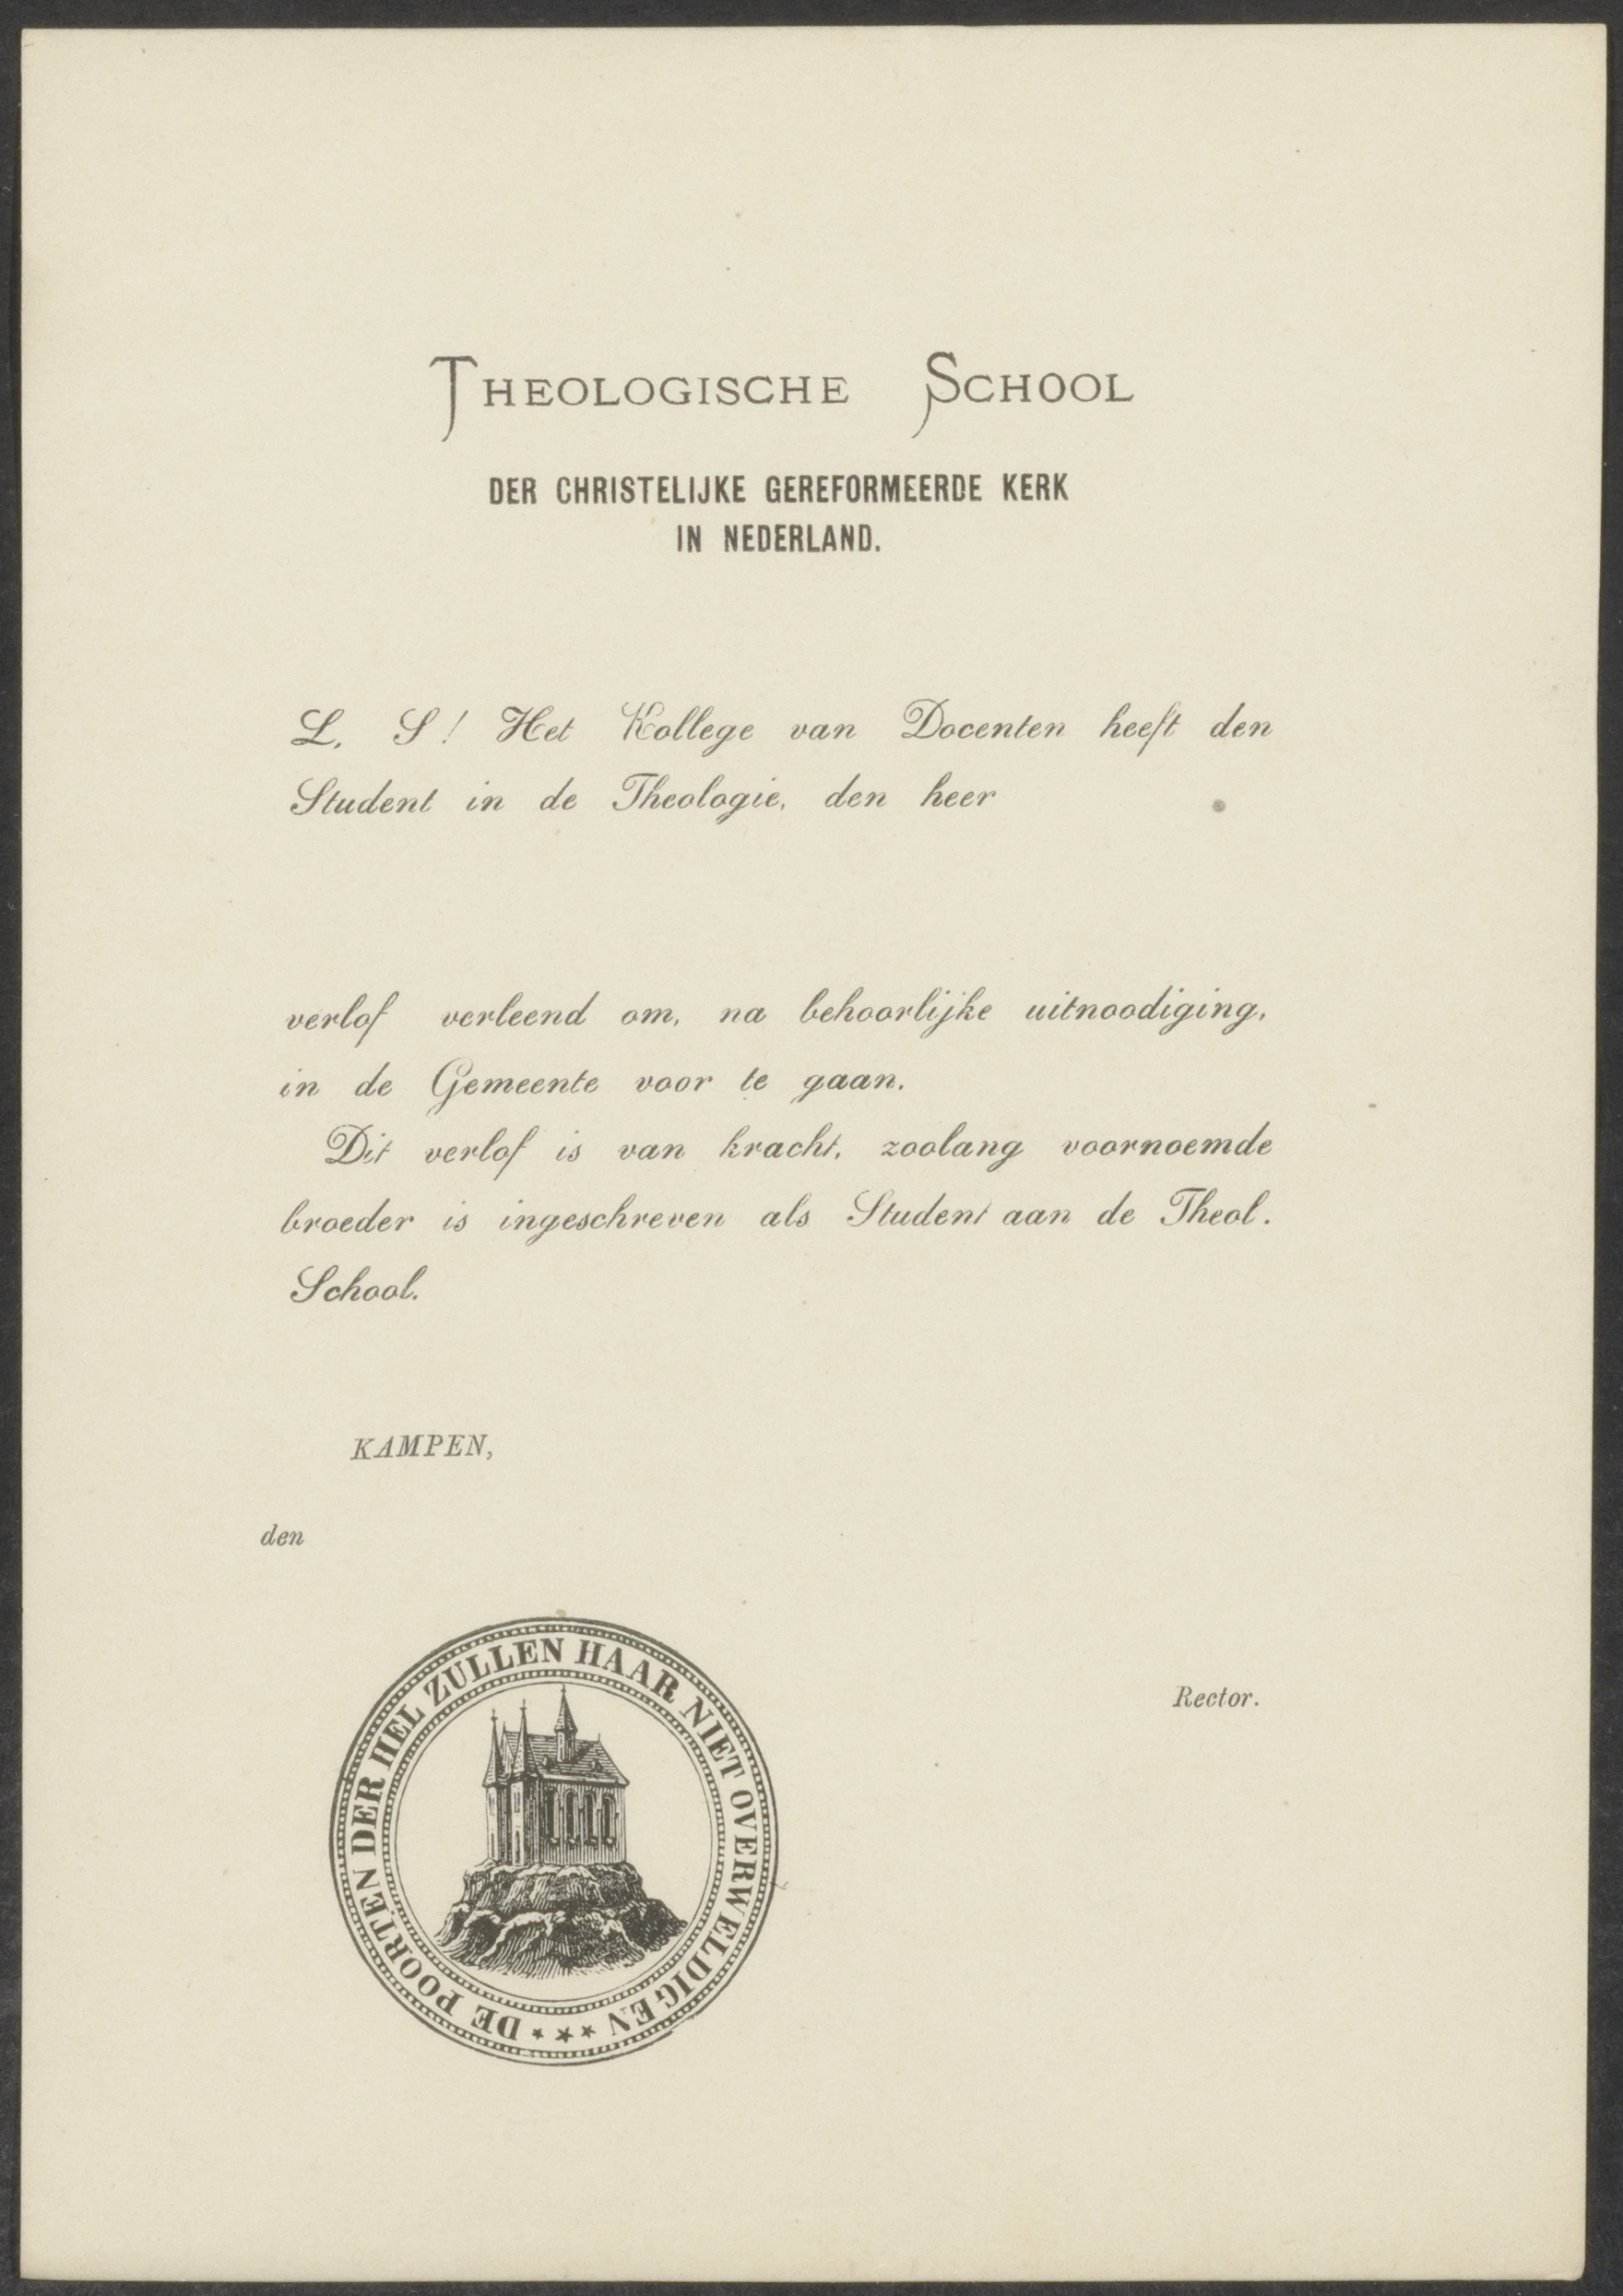 THEOLOGISCHE SCHOOL
DER CHRISTELIJKE GEREFORMEERDE KERK
IN NEDERLAND.
L. S! Het Kollege van Docenten heeft den
Student in de Theologie, den heer
verlof verleend om, na behoorlijke uitnoodiging,
in de Gemeente voor te gaan.
Dit verlof is van kracht, zoolang voornoemde
broeder is ingeschreven als Student aan de Theol.
School.
KAMPEN,
den
Rector.
DE POORTEN DER HEL ZULLEN HAAR NIET OVERWELDIGEN